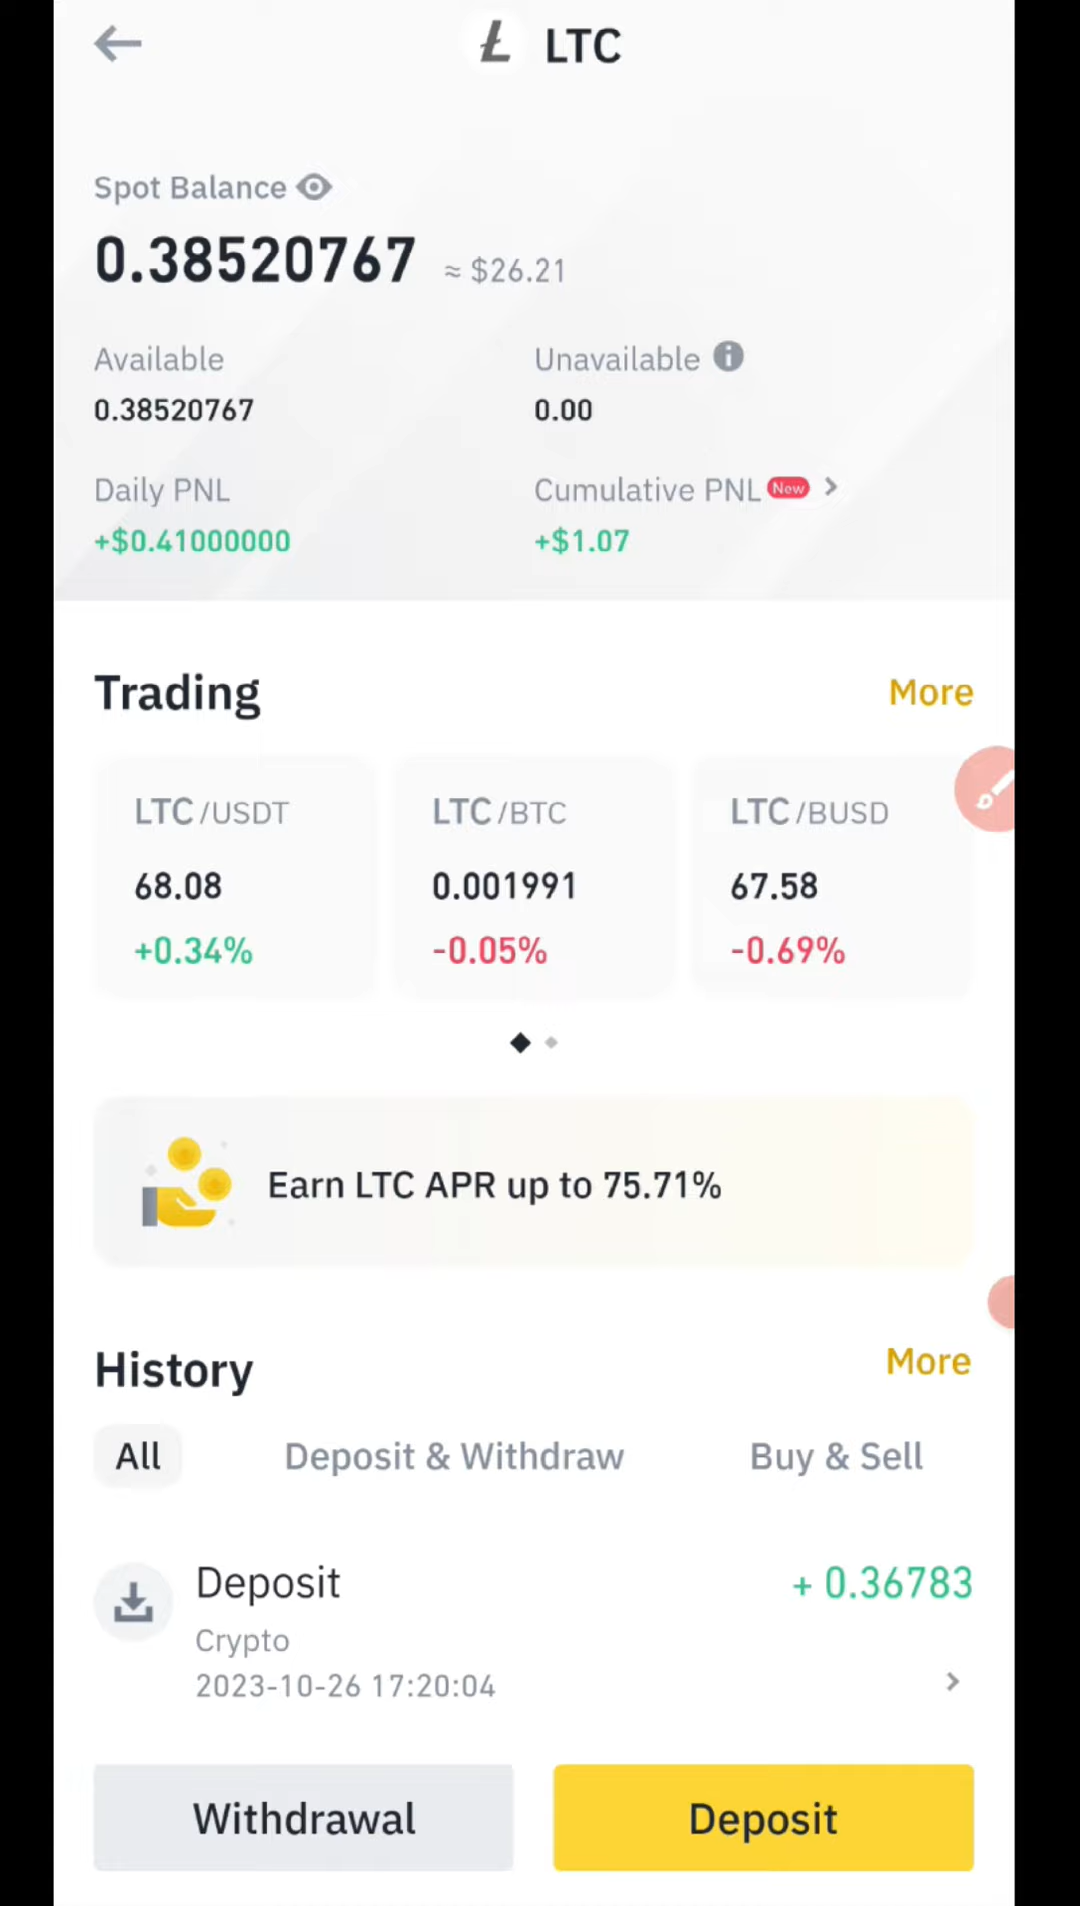 LTC
Spot Balance
0.38520767 ≈ $26.21
Available Unavailable
0.38520767 0.00
Daily PNL Cumulative PNL New
+$0.41000000 +$1.07
Trading More
LTC/USDT LTC/BTC LTC/BUSD
68.08 0.001991 67.58
+0.34% -0.05% -0.69%
Earn LTC APR up to 75.71%
History More
All Deposit & Withdraw Buy & Sell
Deposit + 0.36783
Crypto
2023-10-26 17:20:04
Withdrawal Deposit